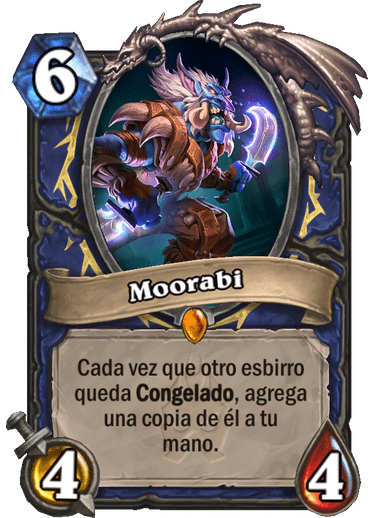 6
Moorabi
Cada vez que otro esbirro
queda Congelado, agrega
una copia de él a tu
mano.
4
4